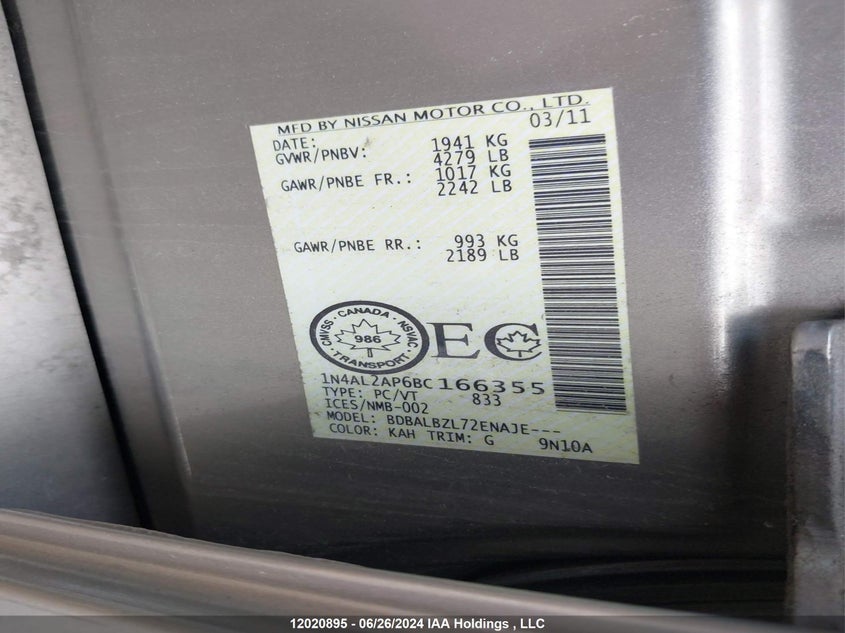 MFD BY NISSAN MOTOR CO., LTD.
DATE: 03/11
GVWR/PNBV: 1941 KG
4279 LB
GAWR/PNBE FR.: 1017 KG
2242 LB
GAWR/PNBE RR.: 993 KG
2189 LB
CANADA
CMVSS NSVAC
986
TRANSPORT
EC
1N4AL2AP6BC166355
TYPE: PC/VT 833
ICES/NMB-002
MODEL: BDBALBZL72ENAJE---
COLOR: KAH TRIM: G 9N10A
12020895 - 06/26/2024 IAA Holdings , LLC